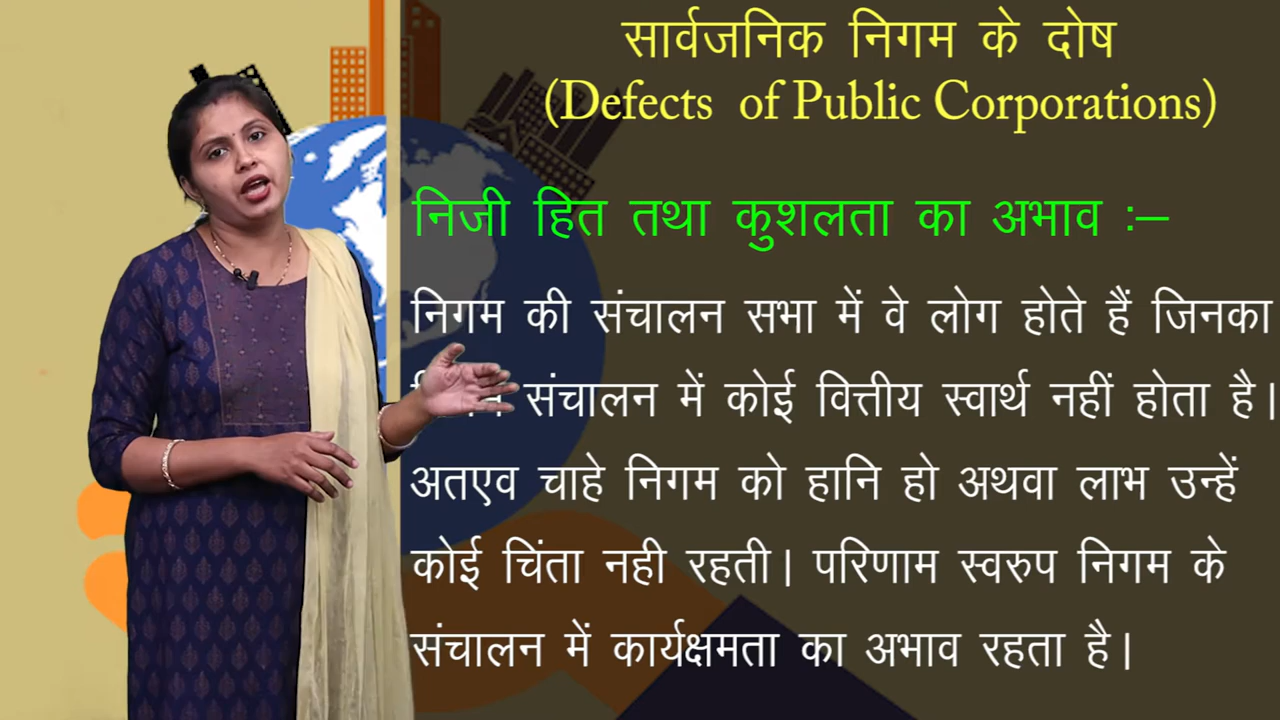 सार्वजनिक निगम के दोष
(Defects of Public Corporations)
निजी हित तथा कुशलता का अभाव :–
निगम की संचालन सभा में वे लोग होते हैं जिनका
संचालन में कोई वित्तीय स्वार्थ नहीं होता है।
अतएव चाहे निगम को हानि हो अथवा लाभ उन्हें
कोई चिंता नही रहती। परिणाम स्वरुप निगम के
संचालन में कार्यक्षमता का अभाव रहता है।